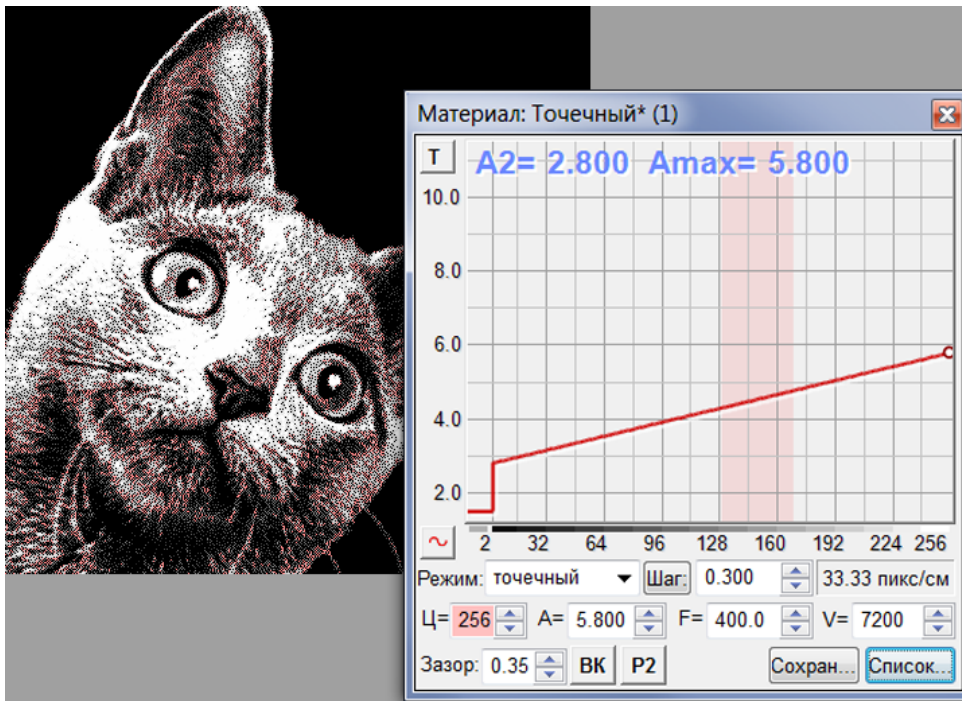 Материал: Точечный* (1)
T A2= 2.800 Amax= 5.800
10.0
8.0
6.0
4.0
2.0
2 32 64 96 128 160 192 224 256
Режим: точечный Шаг: 0.300 33.33 пикс/см
Ц= 256 A= 5.800 F= 400.0 V= 7200
Зазор: 0.35 ВК P2 Сохран... Список...